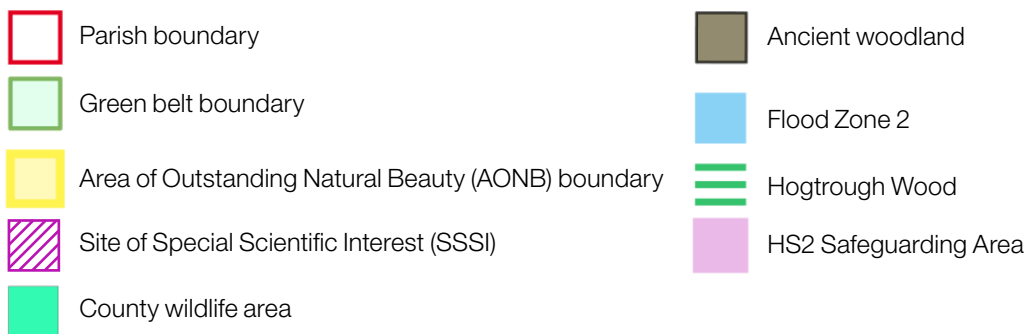 Parish boundary
Green belt boundary
Area of Outstanding Natural Beauty (AONB) boundary
Site of Special Scientific Interest (SSSI)
County wildlife area
Ancient woodland
Flood Zone 2
Hogtrough Wood
HS2 Safeguarding Area